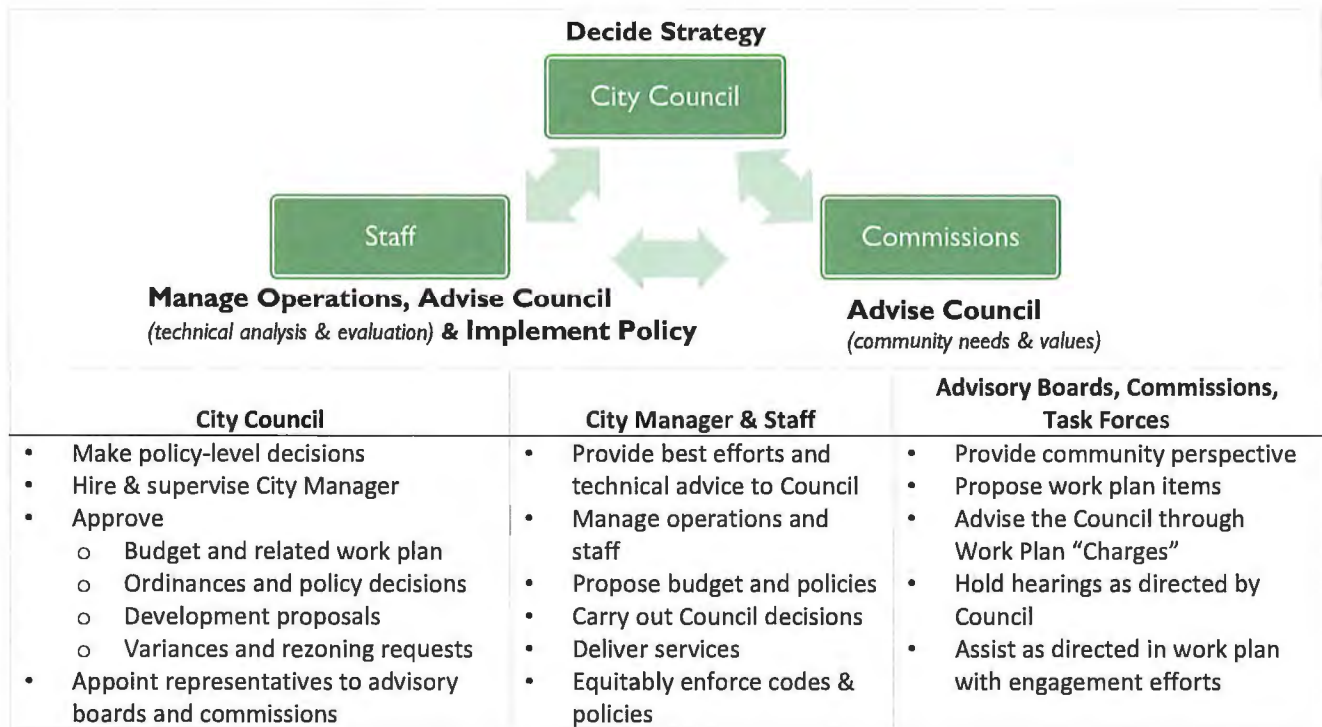 Decide Strategy
City Council
Staff
Commissions
Manage Operations, Advise Council
(technical analysis & evaluation) & Implement Policy
Advise Council
(community needs & values)
City Council
• Make policy-level decisions
• Hire & supervise City Manager
• Approve
o Budget and related work plan
o Ordinances and policy decisions
o Development proposals
o Variances and rezoning requests
• Appoint representatives to advisory
boards and commissions
City Manager & Staff
• Provide best efforts and
technical advice to Council
• Manage operations and
staff
• Propose budget and policies
• Carry out Council decisions
• Deliver services
• Equitably enforce codes &
policies
Advisory Boards, Commissions,
Task Forces
• Provide community perspective
• Propose work plan items
• Advise the Council through
Work Plan “Charges”
• Hold hearings as directed by
Council
• Assist as directed in work plan
with engagement efforts